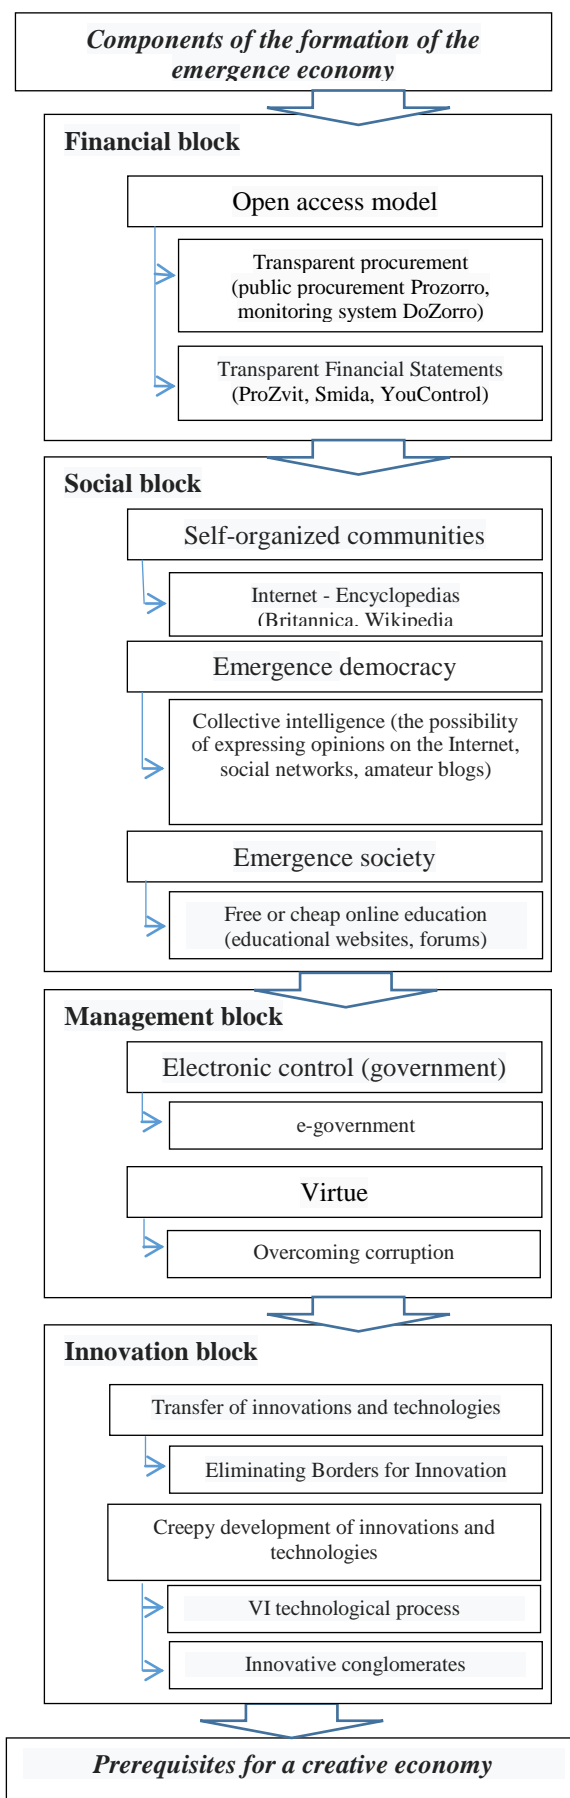 Components of the formation of the
emergence economy
Financial block
Open access model
Transparent procurement
(public procurement Prozorro,
monitoring system DoZorro)
Transparent Financial Statements
(ProZvit, Smida, YouControl)
Social block
Self-organized communities
Internet - Encyclopedias
(Britannica, Wikipedia
Emergence democracy
Collective intelligence (the possibility
of expressing opinions on the Internet,
social networks, amateur blogs)
Emergence society
Free or cheap online education
(educational websites, forums)
Management block
Electronic control (government)
e-government
Virtue
Overcoming corruption
Innovation block
Transfer of innovations and technologies
Eliminating Borders for Innovation
Creepy development of innovations and
technologies
VI technological process
Innovative conglomerates
Prerequisites for a creative economy